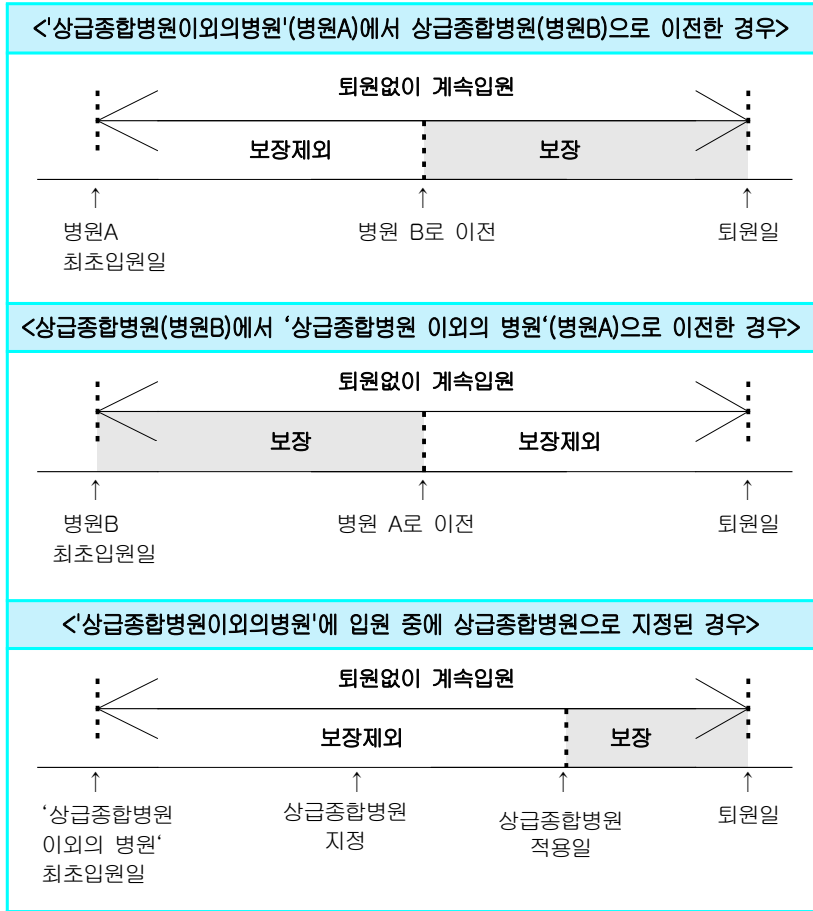 <'상급종합병원이외의병원'(병원A)에서 상급종합병원(병원B)으로 이전한 경우>
퇴원없이 계속입원
보장제외 보장
↑ ↑ ↑
병원A 병원 B로 이전 퇴원일
최초입원일
<상급종합병원(병원B)에서 ‘상급종합병원 이외의 병원‘(병원A)으로 이전한 경우>
퇴원없이 계속입원
보장 보장제외
↑ ↑ ↑
병원B 병원 A로 이전 퇴원일
최초입원일
<'상급종합병원이외의병원'에 입원 중에 상급종합병원으로 지정된 경우>
퇴원없이 계속입원
보장제외 보장
↑ ↑ ↑ ↑
‘상급종합병원 상급종합병원 상급종합병원 퇴원일
이외의 병원‘ 지정 적용일
최초입원일